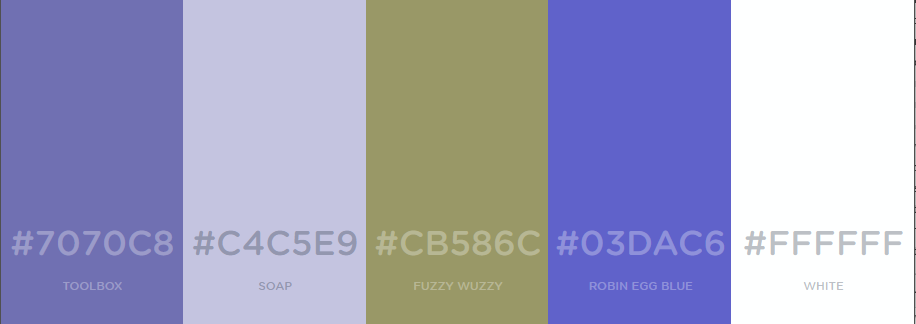 #7070C8 #C4C5E9 #CB586C #03DAC6 #FFFFFF
TOOLBOX SOAP FUZZY WUZZY ROBIN EGG BLUE WHITE